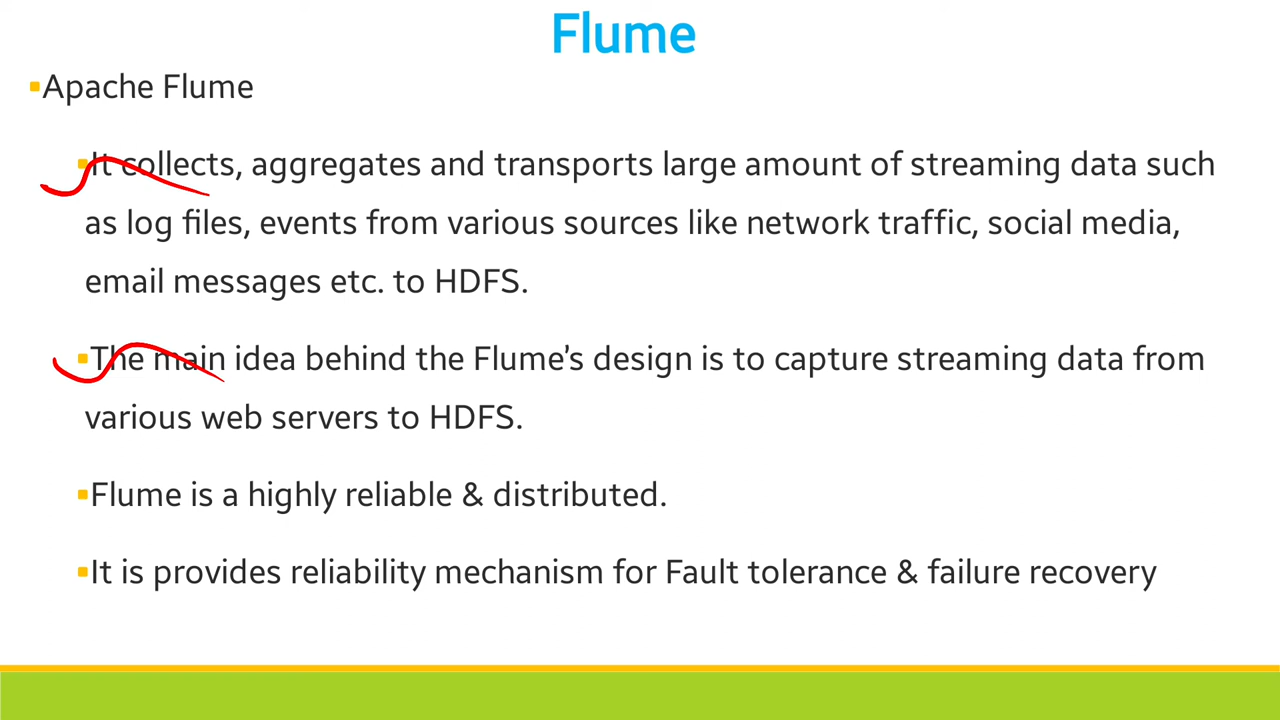 Flume
▪Apache Flume
▪It collects, aggregates and transports large amount of streaming data such
as log files, events from various sources like network traffic, social media,
email messages etc. to HDFS.
▪The main idea behind the Flume’s design is to capture streaming data from
various web servers to HDFS.
▪Flume is a highly reliable & distributed.
▪It is provides reliability mechanism for Fault tolerance & failure recovery